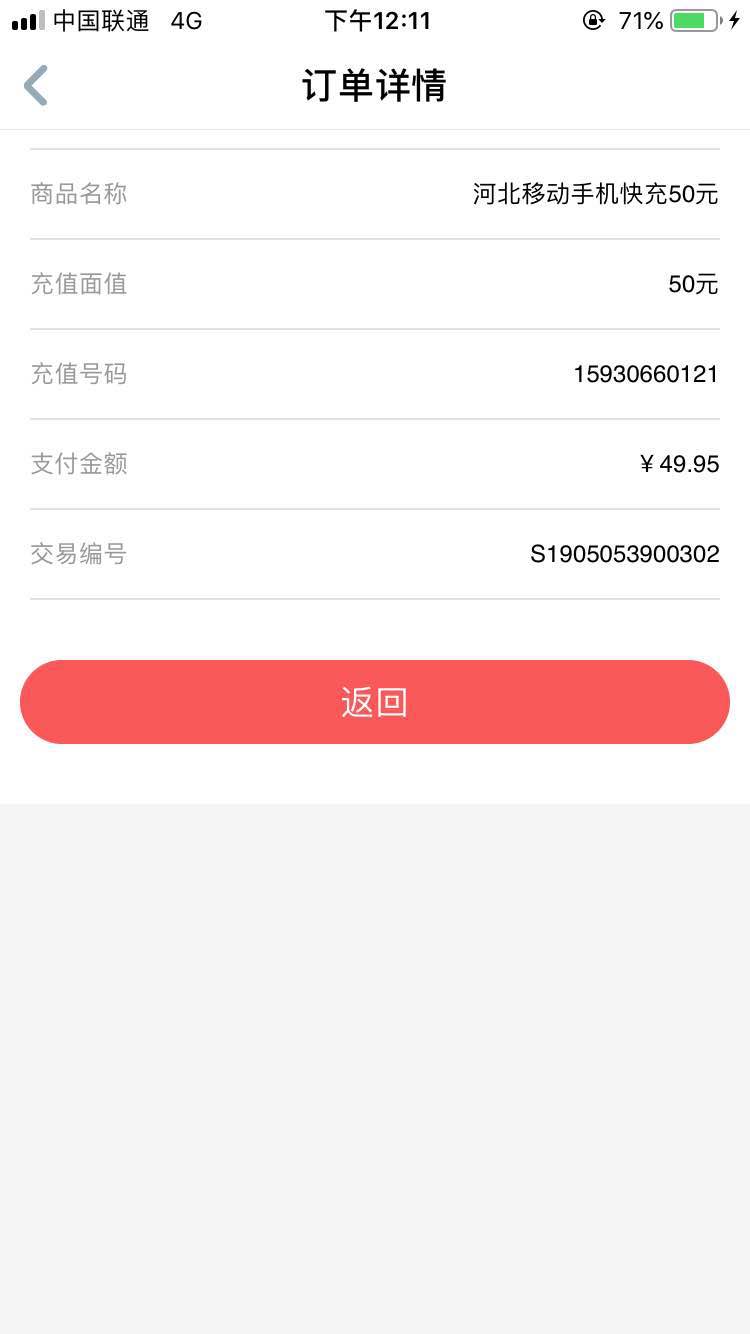 中国联通 4G 下午12:11 71%
订单详情
商品名称 河北移动手机快充50元
充值面值 50元
充值号码 15930660121
支付金额 ¥49.95
交易编号 S1905053900302
返回